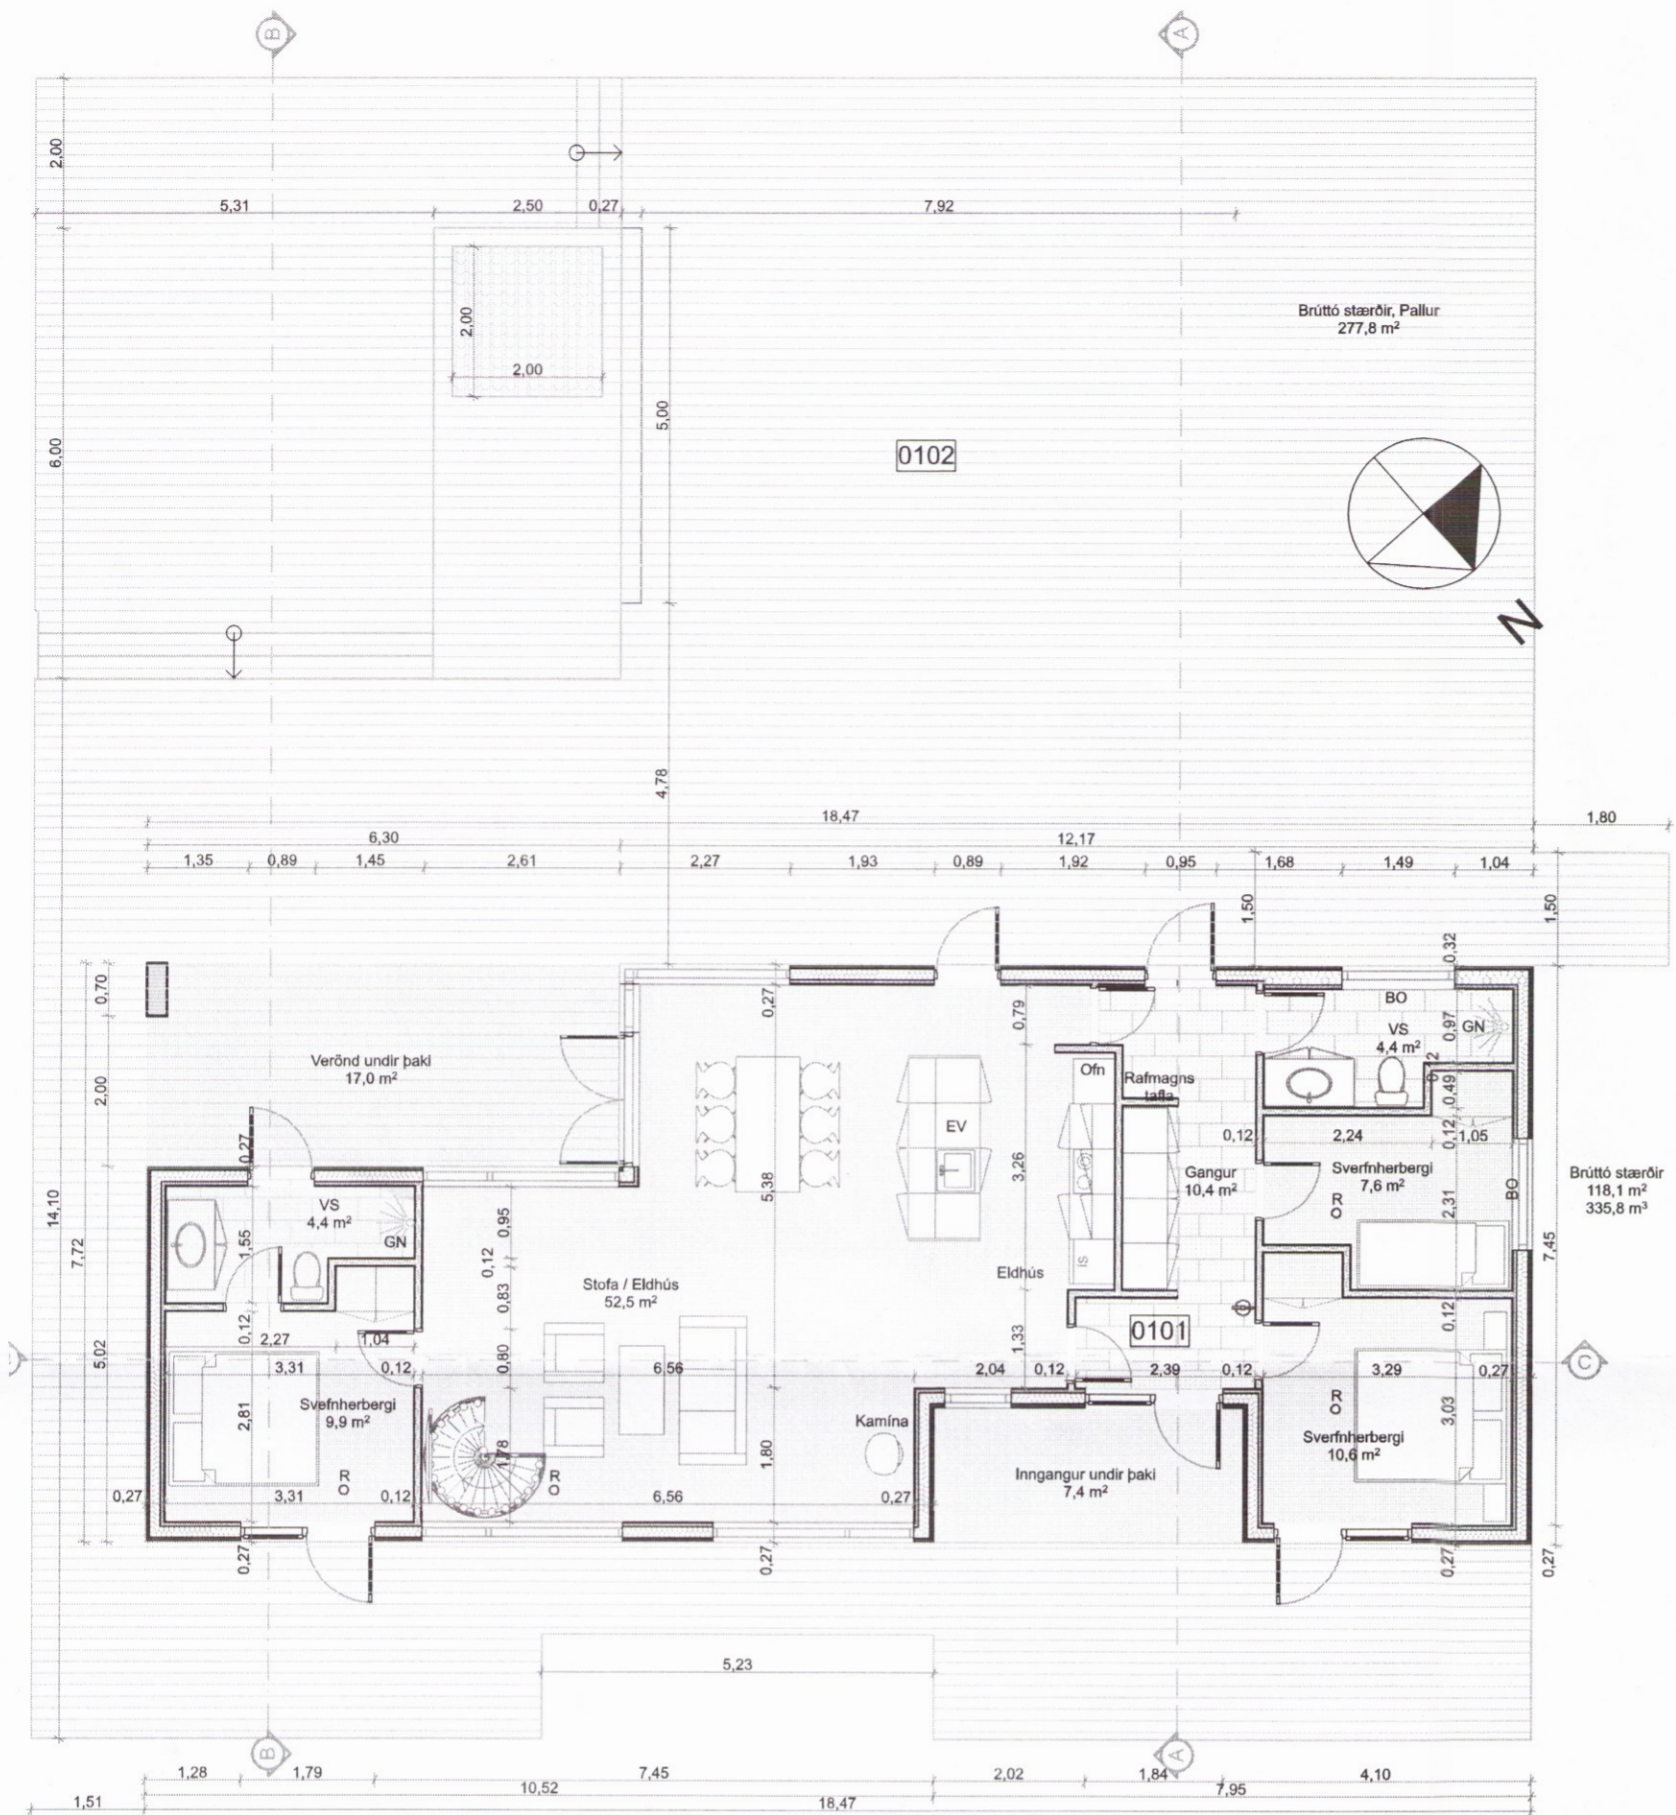 B
A
2,00
5,31
2,50
0,27
7,92
Brúttó stærðir, Pallur
277,8 m²
2,00
2,00
5,00
6,00
0102
N
4,78
18,47
1,80
6,30
12,17
1,35
0,89
1,45
2,61
2,27
1,93
0,89
1,92
0,95
1,68
1,49
1,04
1,50
1,50
0,32
0,70
0,27
0,79
BO
VS
4,4 m²
0,97
GN
Verönd undir þaki
17,0 m²
2,00
Ofn
Rafmagns
tafla
0,49
0,12
EV
0,27
0,12
2,24
1,05
5,38
3,26
Gangur
10,4 m²
Sverfnherbergi
7,6 m²
R
2,31
BO
Brúttó stærðir
118,1 m²
335,8 m³
14,10
7,72
VS
4,4 m²
GN
1,55
0,95
0,12
7,45
Stofa / Eldhús
52,5 m²
Eldhús
ÍS
0,83
0,12
0,12
2,27
1,04
0101
1,33
5,02
3,31
0,12
0,80
6,56
2,04
0,12
2,39
0,12
3,29
0,27
C
2,81
Svefnherbergi
9,9 m²
R
Kamína
3,03
Sverfnherbergi
10,6 m²
1,78
R
1,80
R
Inngangur undir þaki
7,4 m²
0,27
3,31
0,12
6,56
0,27
0,27
0,27
0,27
0,27
5,23
B
A
1,28
1,79
7,45
2,02
1,84
4,10
10,52
7,95
1,51
18,47